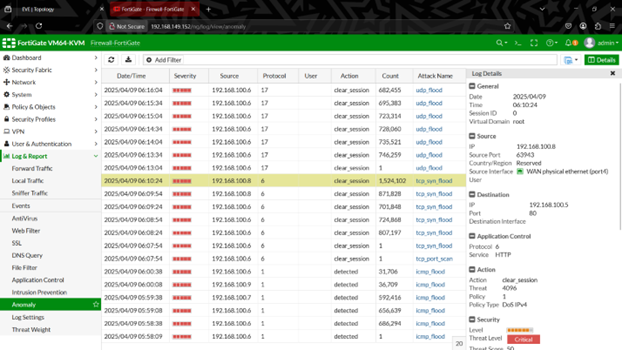 EVE | Topology
FortiGate - Firewall-FortiGate
Not Secure 192.168.149.152/ng/log/view/anomaly
FortiGate VM64-KVM Firewall-FortiGate
admin
Dashboard
Security Fabric
Network
System
Policy & Objects
Security Profiles
VPN
User & Authentication
Log & Report
Forward Traffic
Local Traffic
Sniffer Traffic
Events
AntiVirus
Web Filter
SSL
DNS Query
File Filter
Application Control
Intrusion Prevention
Anomaly
Log Settings
Threat Weight
Add Filter
Details
Date/Time Severity Source Protocol User Action Count Attack Name
2025/04/09 06:16:04 192.168.100.6 17 clear_session 682,455 udp_flood
2025/04/09 06:15:34 192.168.100.6 17 clear_session 695,383 udp_flood
2025/04/09 06:15:04 192.168.100.6 17 clear_session 723,314 udp_flood
2025/04/09 06:14:34 192.168.100.6 17 clear_session 728,060 udp_flood
2025/04/09 06:14:04 192.168.100.6 17 clear_session 735,521 udp_flood
2025/04/09 06:13:34 192.168.100.6 17 clear_session 746,259 udp_flood
2025/04/09 06:13:04 192.168.100.6 17 clear_session 1 udp_flood
2025/04/09 06:10:24 192.168.100.8 6 clear_session 1,524,102 tcp_syn_flood
2025/04/09 06:09:54 192.168.100.8 6 clear_session 871,828 tcp_syn_flood
2025/04/09 06:09:24 192.168.100.6 6 clear_session 701,848 tcp_syn_flood
2025/04/09 06:08:54 192.168.100.6 6 clear_session 724,868 tcp_syn_flood
2025/04/09 06:08:24 192.168.100.6 6 clear_session 807,197 tcp_syn_flood
2025/04/09 06:07:54 192.168.100.6 6 clear_session 1 tcp_syn_flood
2025/04/09 06:07:54 192.168.100.6 6 clear_session 1 tcp_port_scan
2025/04/09 06:00:38 192.168.100.6 1 detected 31,706 icmp_flood
2025/04/09 06:00:08 192.168.100.9 1 detected 36,709 icmp_flood
2025/04/09 05:59:38 192.168.100.7 1 detected 592,416 icmp_flood
2025/04/09 05:59:08 192.168.100.6 1 detected 656,639 icmp_flood
2025/04/09 05:58:38 192.168.100.6 1 detected 686,294 icmp_flood
2025/04/09 05:58:09 192.168.100.6 1 detected 1 icmp_flood
20
Log Details
General
Date 2025/04/09
Time 06:10:24
Session ID 0
Virtual Domain root
Source
IP 192.168.100.8
Source Port 63943
Country/Region Reserved
Source Interface WAN physical ethernet (port4)
User
Destination
IP 192.168.100.5
Port 80
Destination Interface
Application Control
Protocol 6
Service HTTP
Action
Action clear_session
Threat 4096
Policy 1
Policy Type DoS IPv4
Security
Level
Threat Level Critical
Threat Score 50